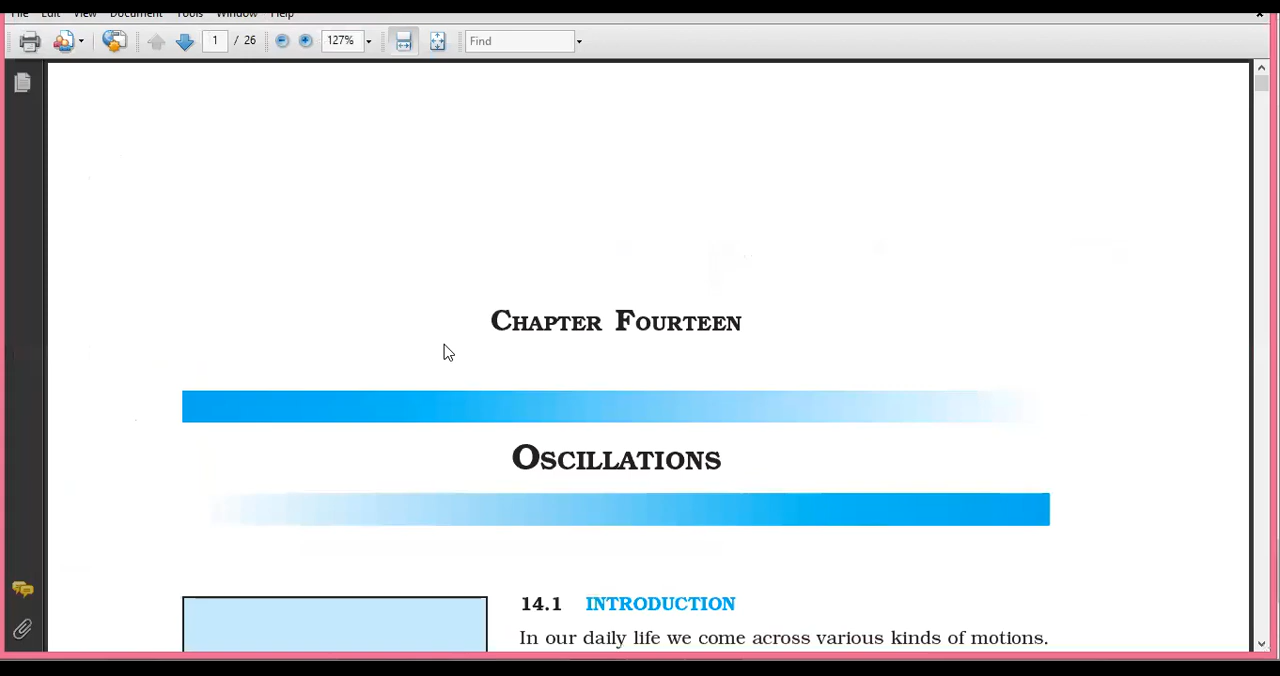 File Edit View Document Tools Window Help
1 / 26 127% Find
CHAPTER FOURTEEN
OSCILLATIONS
14.1 INTRODUCTION
In our daily life we come across various kinds of motions.